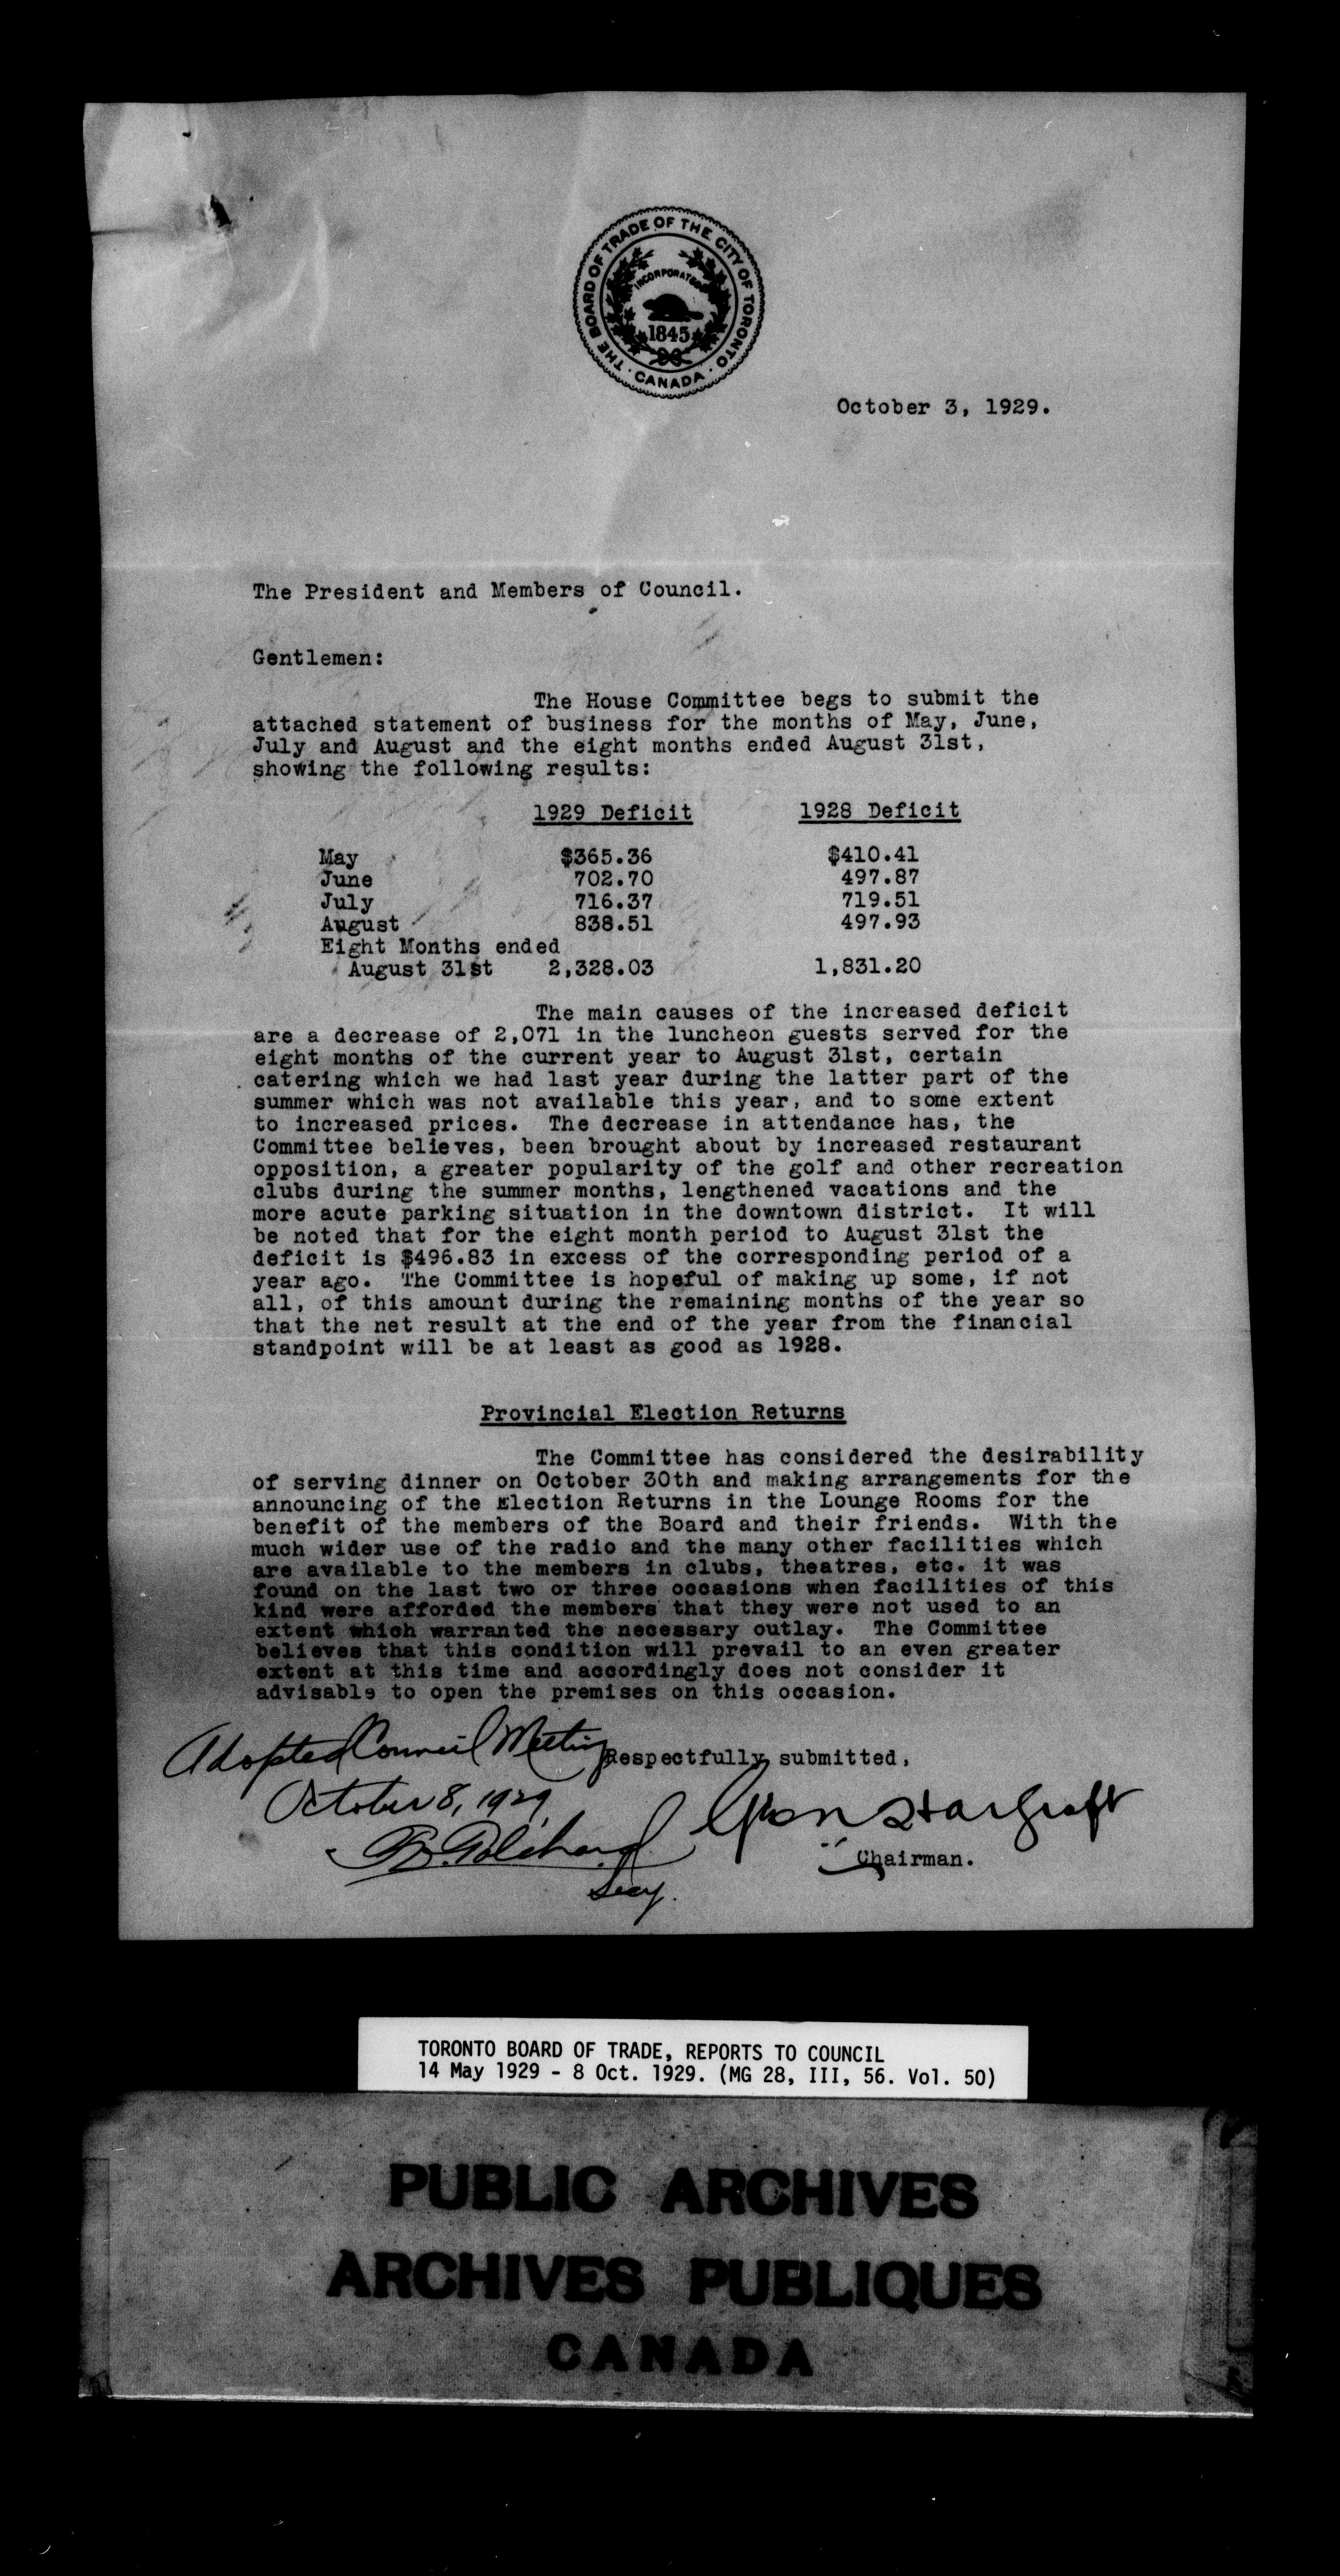 THE BOARD OF TRADE OF THE CITY OF TORONTO
· CANADA ·
INCORPORATED
1845
October 3, 1929.
The President and Members of Council.
Gentlemen:
The House Committee begs to submit the
attached statement of business for the months of May, June,
July and August and the eight months ended August 31st,
showing the following results:
1929 Deficit 1928 Deficit
May $365.36 $410.41
June 702.70 497.87
July 716.37 719.51
August 838.51 497.93
Eight Months ended
August 31st 2,328.03 1,831.20
The main causes of the increased deficit
are a decrease of 2,071 in the luncheon guests served for the
eight months of the current year to August 31st, certain
catering which we had last year during the latter part of the
summer which was not available this year, and to some extent
to increased prices. The decrease in attendance has, the
Committee believes, been brought about by increased restaurant
opposition, a greater popularity of the golf and other recreation
clubs during the summer months, lengthened vacations and the
more acute parking situation in the downtown district. It will
be noted that for the eight month period to August 31st the
deficit is $496.83 in excess of the corresponding period of a
year ago. The Committee is hopeful of making up some, if not
all, of this amount during the remaining months of the year so
that the net result at the end of the year from the financial
standpoint will be at least as good as 1928.
Provincial Election Returns
The Committee has considered the desirability
of serving dinner on October 30th and making arrangements for the
announcing of the Election Returns in the Lounge Rooms for the
benefit of the members of the Board and their friends. With the
much wider use of the radio and the many other facilities which
are available to the members in clubs, theatres, etc. it was
found on the last two or three occasions when facilities of this
kind were afforded the members that they were not used to an
extent which warranted the necessary outlay. The Committee
believes that this condition will prevail to an even greater
extent at this time and accordingly does not consider it
advisable to open the premises on this occasion.
Adopted Council Meeting Respectfully submitted,
October 8, 1929
Chairman.
Secy.
TORONTO BOARD OF TRADE, REPORTS TO COUNCIL
14 May 1929 - 8 Oct. 1929. (MG 28, III, 56. Vol. 50)
PUBLIC ARCHIVES
ARCHIVES PUBLIQUES
CANADA